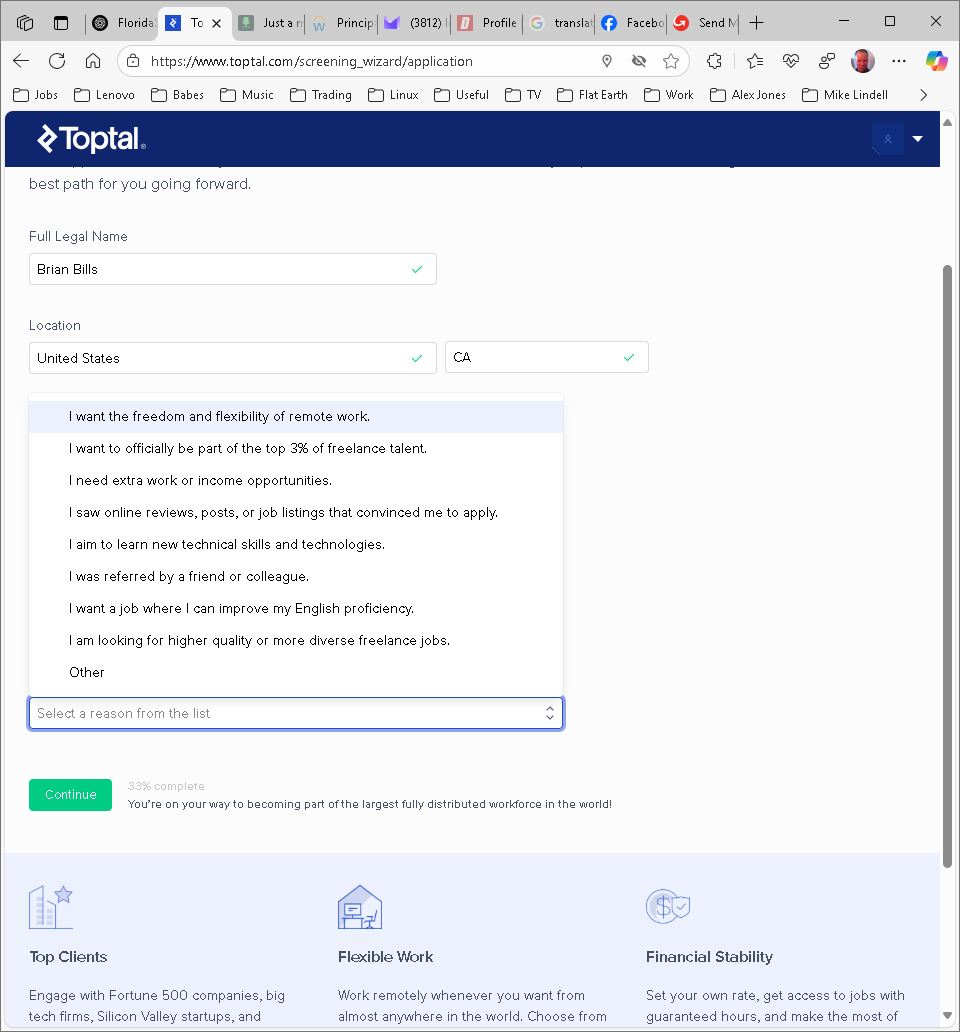 Florida
To
Just a r
Princip
(3812)
Profile
translat
Facebo
Send M
https://www.toptal.com/screening_wizard/application
Jobs
Lenovo
Babes
Music
Trading
Linux
Useful
TV
Flat Earth
Work
Alex Jones
Mike Lindell
Toptal
best path for you going forward.
Full Legal Name
Brian Bills
Location
United States
CA
I want the freedom and flexibility of remote work.
I want to officially be part of the top 3% of freelance talent.
I need extra work or income opportunities.
I saw online reviews, posts, or job listings that convinced me to apply.
I aim to learn new technical skills and technologies.
I was referred by a friend or colleague.
I want a job where I can improve my English proficiency.
I am looking for higher quality or more diverse freelance jobs.
Other
Select a reason from the list
Continue
33% complete
You're on your way to becoming part of the largest fully distributed workforce in the world!
Top Clients
Flexible Work
Financial Stability
Engage with Fortune 500 companies, big
tech firms, Silicon Valley startups, and
Work remotely whenever you want from
almost anywhere in the world. Choose from
Set your own rate, get access to jobs with
guaranteed hours, and make the most of